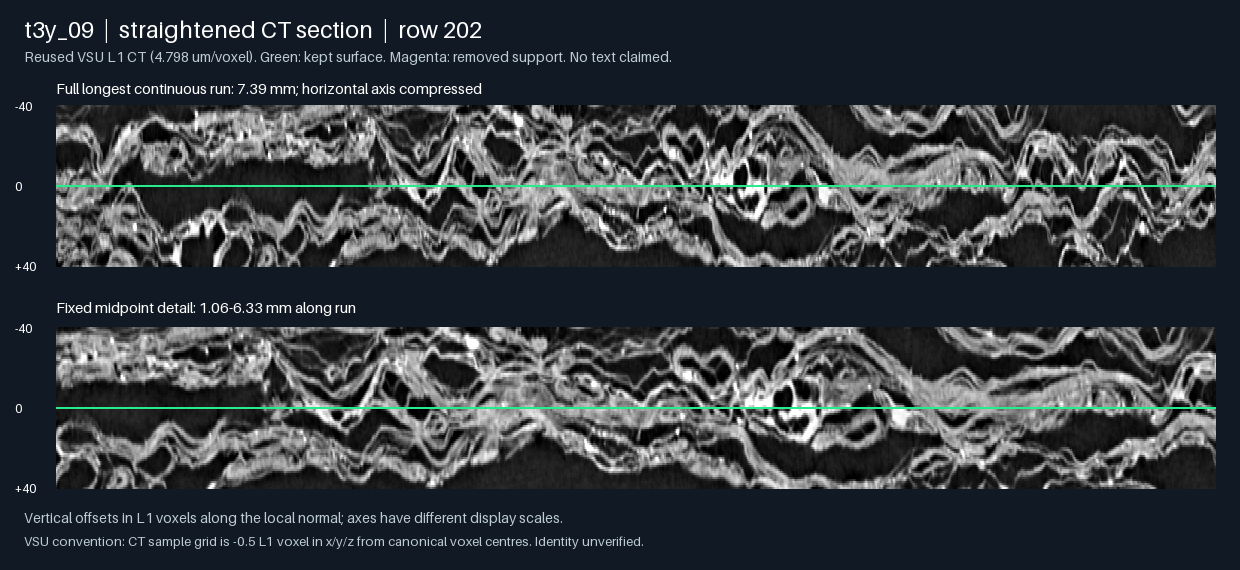 t3y_09 | straightened CT section | row 202
Reused VSU L1 CT (4.798 um/voxel). Green: kept surface. Magenta: removed support. No text claimed.
Full longest continuous run: 7.39 mm; horizontal axis compressed
-40
0
+40
Fixed midpoint detail: 1.06-6.33 mm along run
-40
0
+40
Vertical offsets in L1 voxels along the local normal; axes have different display scales.
VSU convention: CT sample grid is -0.5 L1 voxel in x/y/z from canonical voxel centres. Identity unverified.